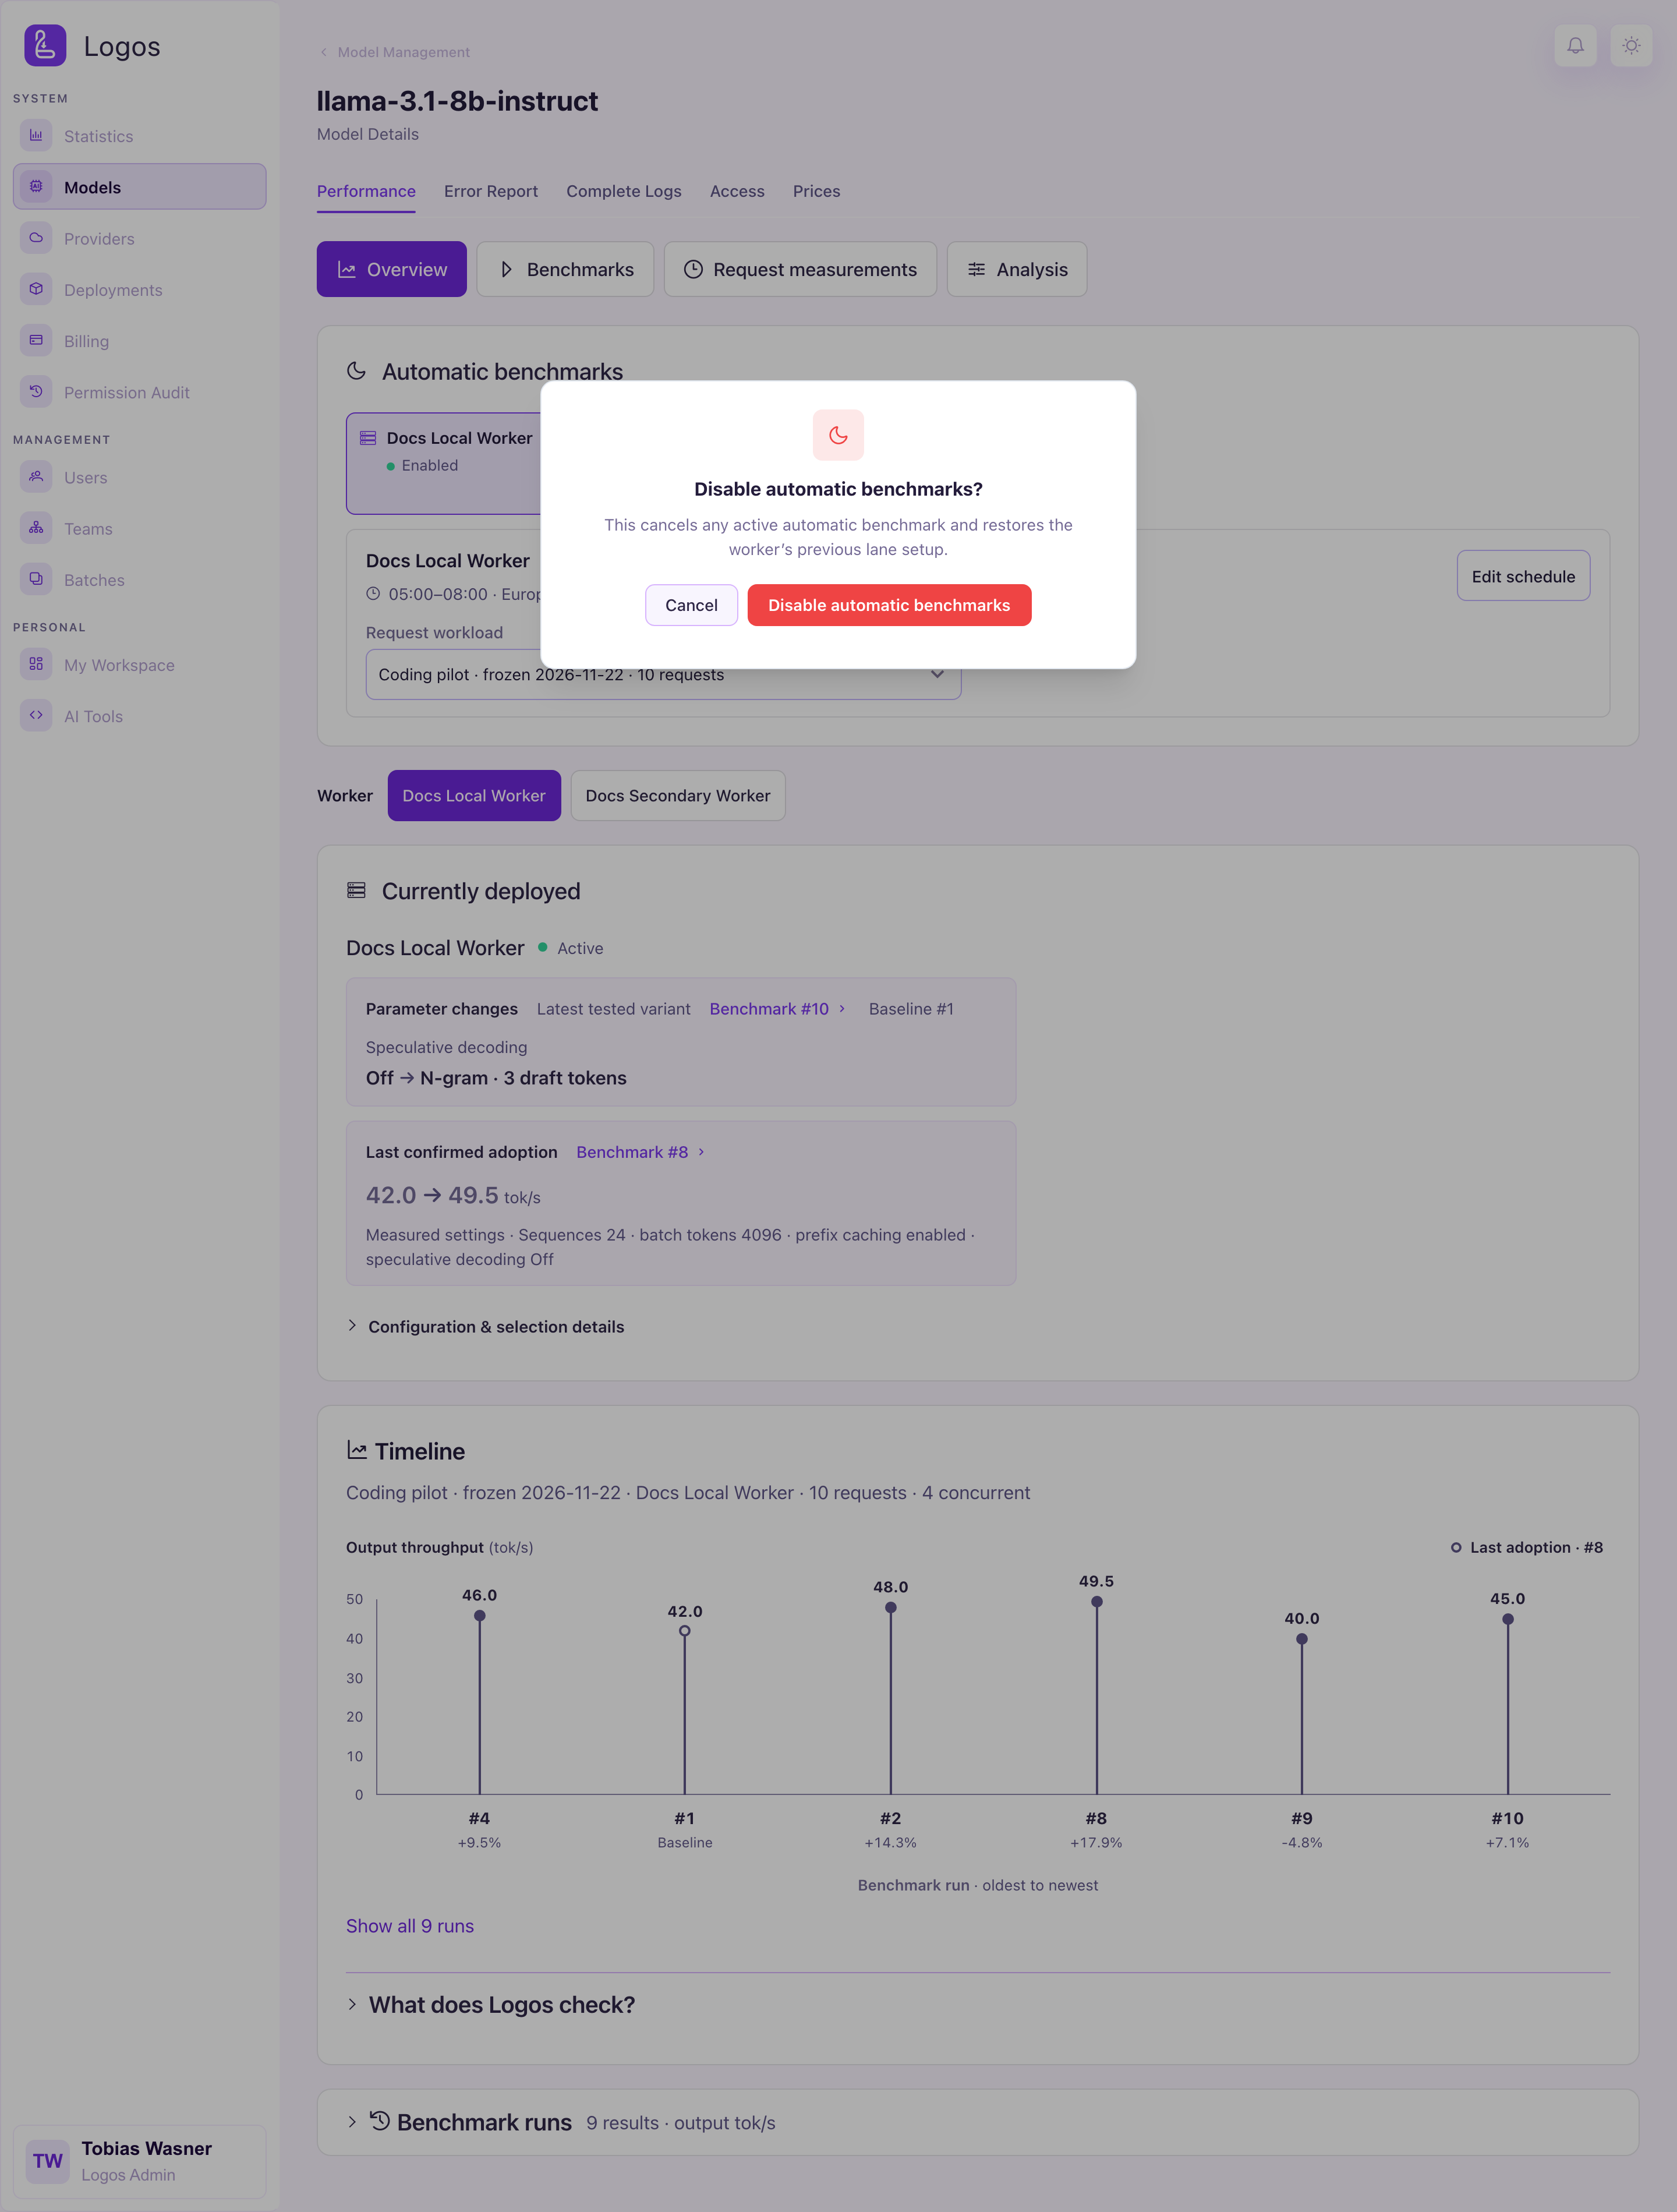 Logos
SYSTEM
Statistics
Models
Providers
Deployments
Billing
Permission Audit
MANAGEMENT
Users
Teams
Batches
PERSONAL
My Workspace
AI Tools
TW
Tobias Wasner
Logos Admin
Model Management
llama-3.1-8b-instruct
Model Details
Performance Error Report Complete Logs Access Prices
Overview Benchmarks Request measurements Analysis
Automatic benchmarks
Docs Local Worker
Enabled
Disable automatic benchmarks?
This cancels any active automatic benchmark and restores the
worker’s previous lane setup.
Cancel Disable automatic benchmarks
Docs Local Worker
05:00–08:00 ·
Edit schedule
Request workload
Coding pilot · frozen 2026-11-22 · 10 requests
Worker Docs Local Worker Docs Secondary Worker
Currently deployed
Docs Local Worker Active
Parameter changes Latest tested variant Benchmark #10 › Baseline #1
Speculative decoding
Off → N-gram · 3 draft tokens
Last confirmed adoption Benchmark #8 ›
42.0 → 49.5 tok/s
Measured settings · Sequences 24 · batch tokens 4096 · prefix caching enabled ·
speculative decoding Off
Configuration & selection details
Timeline
Coding pilot · frozen 2026-11-22 · Docs Local Worker · 10 requests · 4 concurrent
Output throughput (tok/s)
Last adoption · #8
50
40
30
20
10
0
46.0 42.0 48.0 49.5 40.0 45.0
#4 #1 #2 #8 #9 #10
+9.5% Baseline +14.3% +17.9% -4.8% +7.1%
Benchmark run · oldest to newest
Show all 9 runs
What does Logos check?
Benchmark runs 9 results · output tok/s